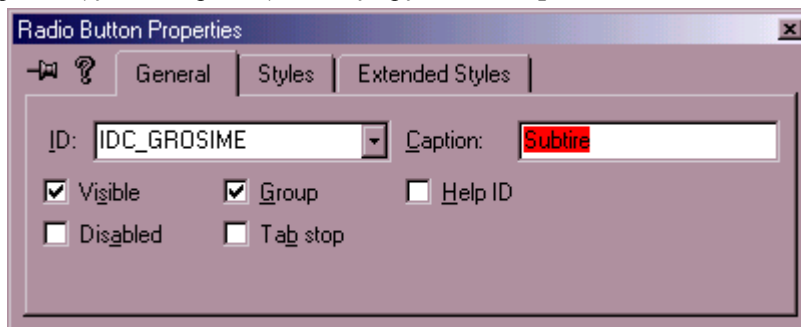 Radio Button Properties
General Styles Extended Styles
ID: IDC_GROSIME Caption: Subtire
Visible Group Help ID
Disabled Tab stop